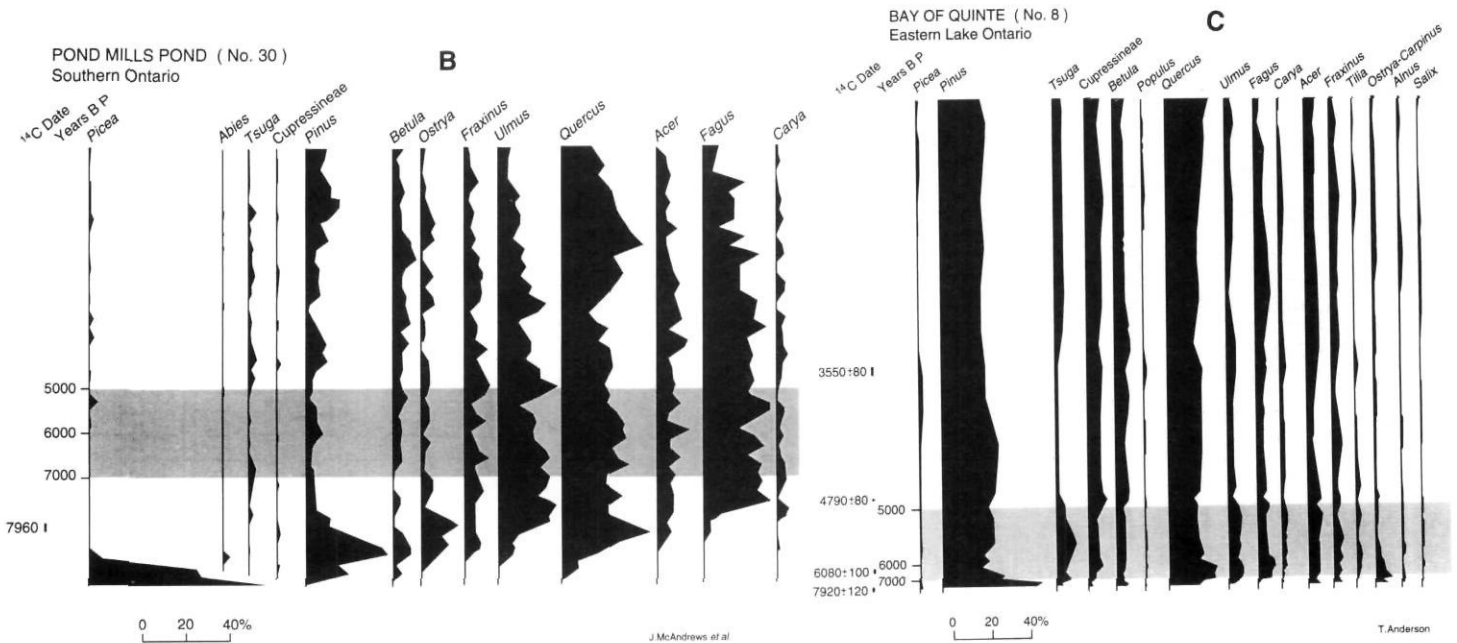 POND MILLS POND ( No. 30 )
Southern Ontario
B
¹⁴C Date
Years B P
Picea
Abies
Tsuga
Cupressineae
Pinus
Betula
Ostrya
Fraxinus
Ulmus
Quercus
Acer
Fagus
Carya
5000
6000
7000
7960
0 20 40%
J.McAndrews et al
BAY OF QUINTE ( No. 8 )
Eastern Lake Ontario
C
¹⁴C Date
Years B P
Picea
Pinus
Tsuga
Cupressineae
Betula
Populus
Quercus
Ulmus
Fagus
Carya
Acer
Fraxinus
Tilia
Ostrya-Carpinus
Alnus
Salix
3550±80
4790±80
5000
6000
6080±100
7000
7920±120
0 20 40%
T.Anderson